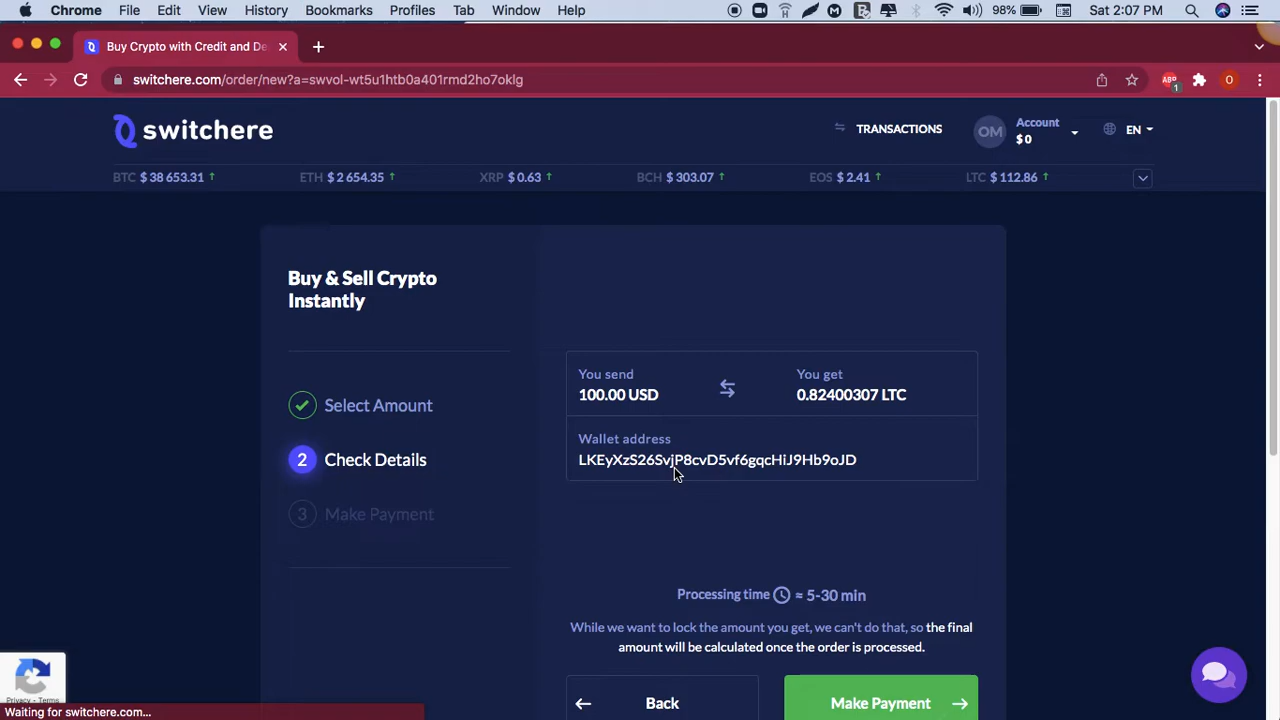 Chrome File Edit View History Bookmarks Profiles Tab Window Help 98% Sat 2:07 PM
Buy Crypto with Credit and De
switchere.com/order/new?a=swvol-wt5u1htb0a401rmd2ho7oklg
ABP 1 O
switchere
TRANSACTIONS
OM
Account
$ 0
EN
BTC $ 38 653.31 ↑ ETH $ 2 654.35 ↑ XRP $ 0.63 ↑ BCH $ 303.07 ↑ EOS $ 2.41 ↑ LTC $ 112.86 ↑
Buy & Sell Crypto
Instantly
Select Amount
2 Check Details
3 Make Payment
You send
100.00 USD
You get
0.82400307 LTC
Wallet address
LKEyXzS26SvjP8cvD5vf6gqcHiJ9Hb9oJD
Processing time ≈ 5-30 min
While we want to lock the amount you get, we can't do that, so the final
amount will be calculated once the order is processed.
Back
Make Payment
Privacy - Terms
Waiting for switchere.com...